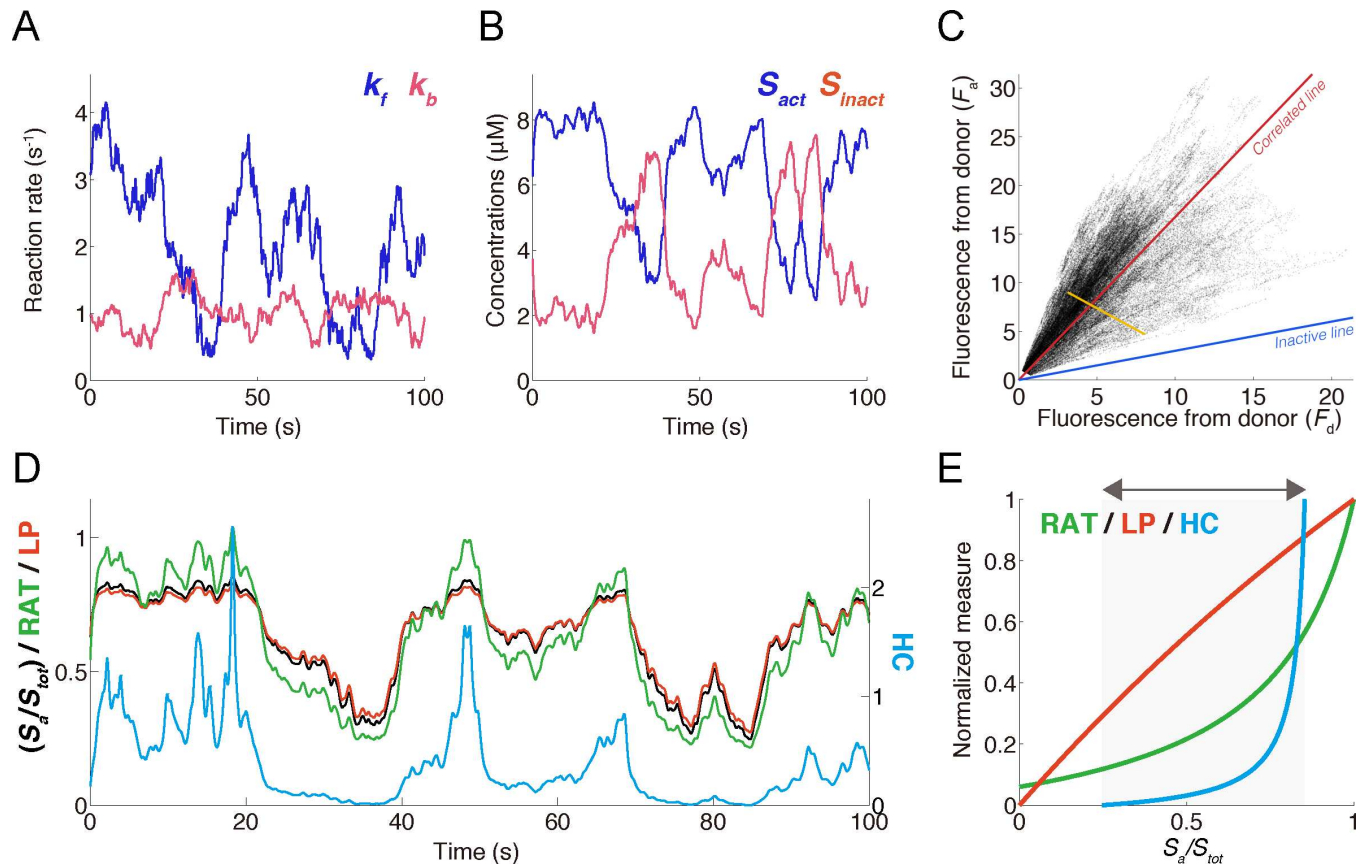 A
k_f k_b
Reaction rate (s⁻¹)
4
3
2
1
0
0 50 100
Time (s)
B
S_act S_inact
Concentrations (µM)
8
6
4
2
0
0 50 100
Time (s)
C
Fluorescence from donor (F_a)
30
25
20
15
10
5
0
0 5 10 15 20
Fluorescence from donor (F_d)
Correlated line
Inactive line
D
(S_a/S_tot) / RAT / LP
1
0.5
0
HC
2
1
0
0 20 40 60 80 100
Time (s)
E
RAT / LP / HC
Normalized measure
1
0.8
0.6
0.4
0.2
0
0 0.5 1
S_a/S_tot